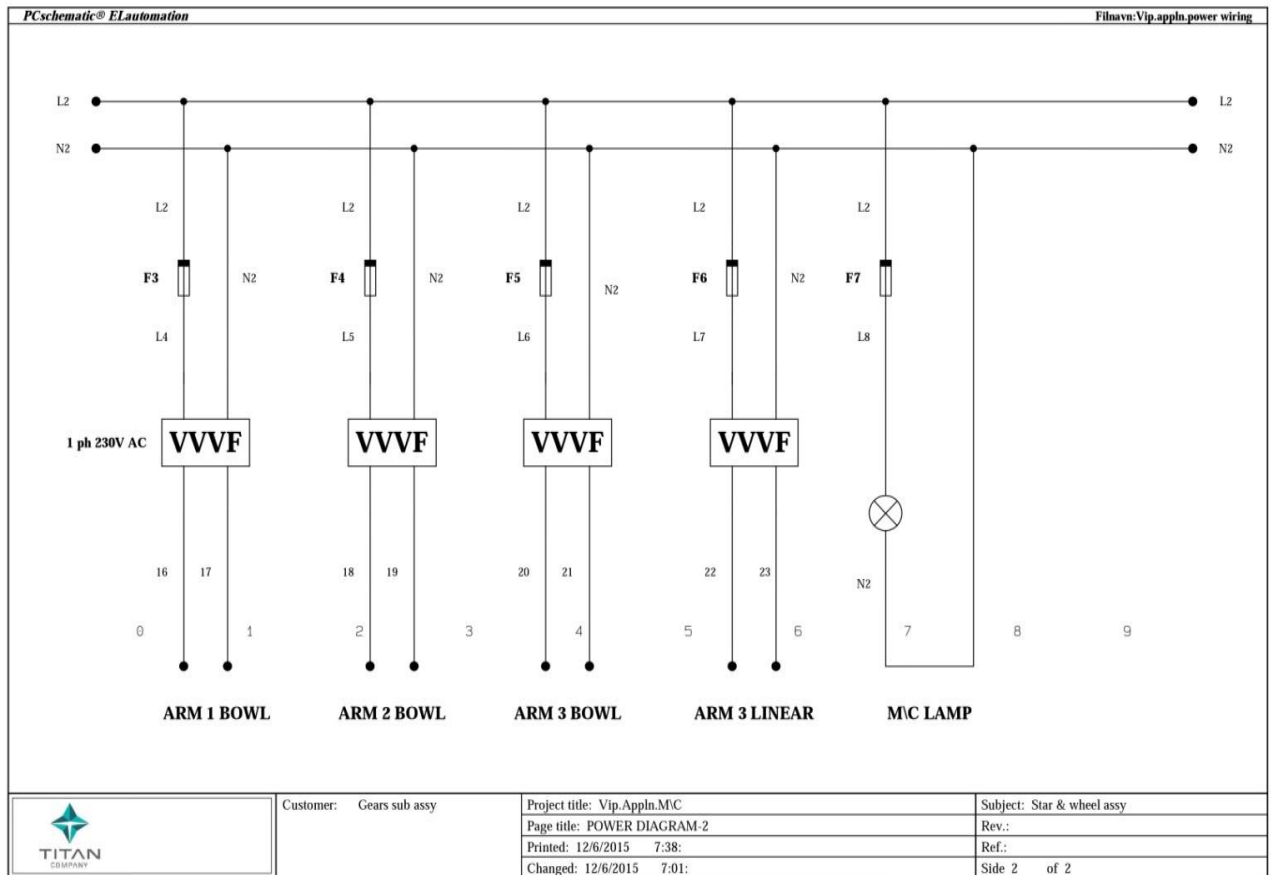 PCschematic® ELautomation Filnavn:Vip.appln.power wiring
L2 L2
N2 N2
L2 L2 L2 L2 L2
F3 N2 F4 N2 F5 N2 F6 N2 F7
L4 L5 L6 L7 L8
1 ph 230V AC VVVF VVVF VVVF VVVF
16 17 18 19 20 21 22 23 N2
0 1 2 3 4 5 6 7 8 9
ARM 1 BOWL ARM 2 BOWL ARM 3 BOWL ARM 3 LINEAR M\C LAMP
TITAN
COMPANY
Customer: Gears sub assy
Project title: Vip.Appln.M\C
Page title: POWER DIAGRAM-2
Printed: 12/6/2015 7:38:
Changed: 12/6/2015 7:01:
Subject: Star & wheel assy
Rev.:
Ref.:
Side 2 of 2